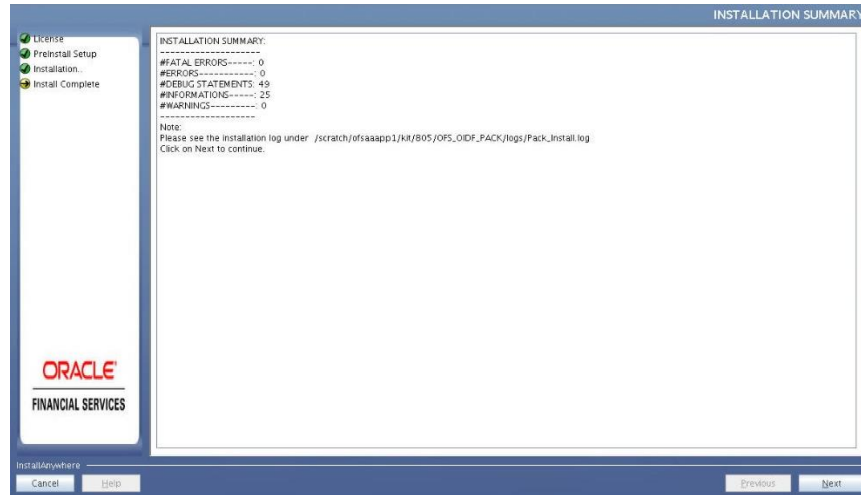 INSTALLATION SUMMARY
License
PreInstall Setup
Installation..
Install Complete
INSTALLATION SUMMARY:
--------------------
#FATAL ERRORS-----: 0
#ERRORS-----------: 0
#DEBUG STATEMENTS: 49
#INFORMATIONS-----: 25
#WARNINGS---------: 0
-------------------
Note:
Please see the installation log under /scratch/ofsaaapp1/kit/805/OFS_OIDF_PACK/logs/Pack_Install.log
Click on Next to continue.
ORACLE
FINANCIAL SERVICES
InstallAnywhere
Cancel Help Previous Next